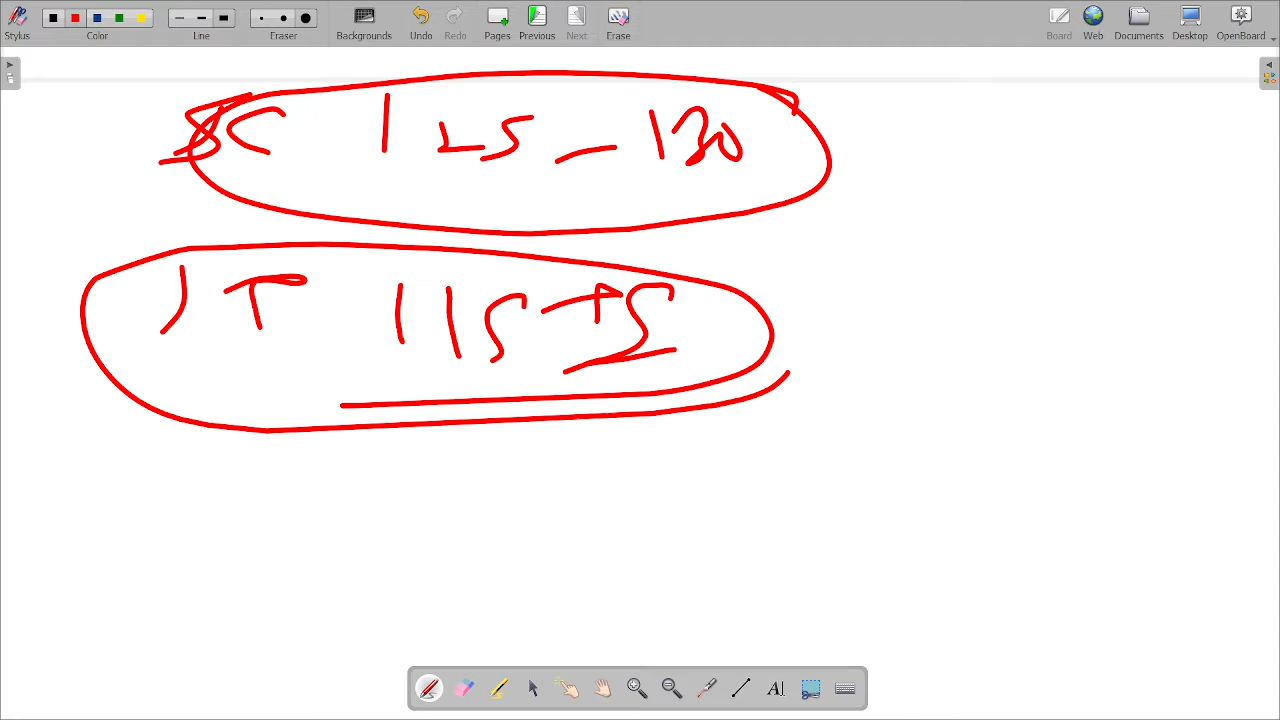 Stylus Color Line Eraser Backgrounds Undo Redo Pages Previous Next Erase Board Web Documents Desktop OpenBoard
SC 125 - 130
115